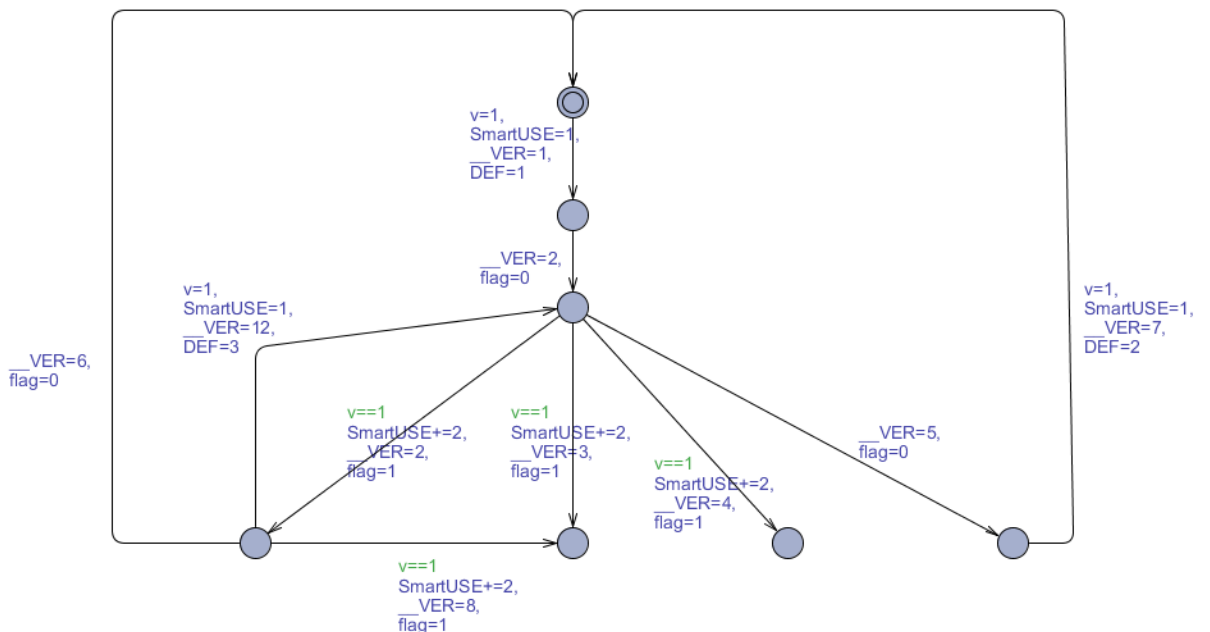 v=1,
SmartUSE=1,
__VER=1,
DEF=1
__VER=2,
flag=0
v=1,
SmartUSE=1,
__VER=12,
DEF=3
v=1,
SmartUSE=1,
__VER=7,
DEF=2
__VER=6,
flag=0
v==1
SmartUSE+=2,
__VER=2,
flag=1
v==1
SmartUSE+=2,
__VER=3,
flag=1
v==1
SmartUSE+=2,
__VER=4,
flag=1
__VER=5,
flag=0
v==1
SmartUSE+=2,
__VER=8,
flag=1